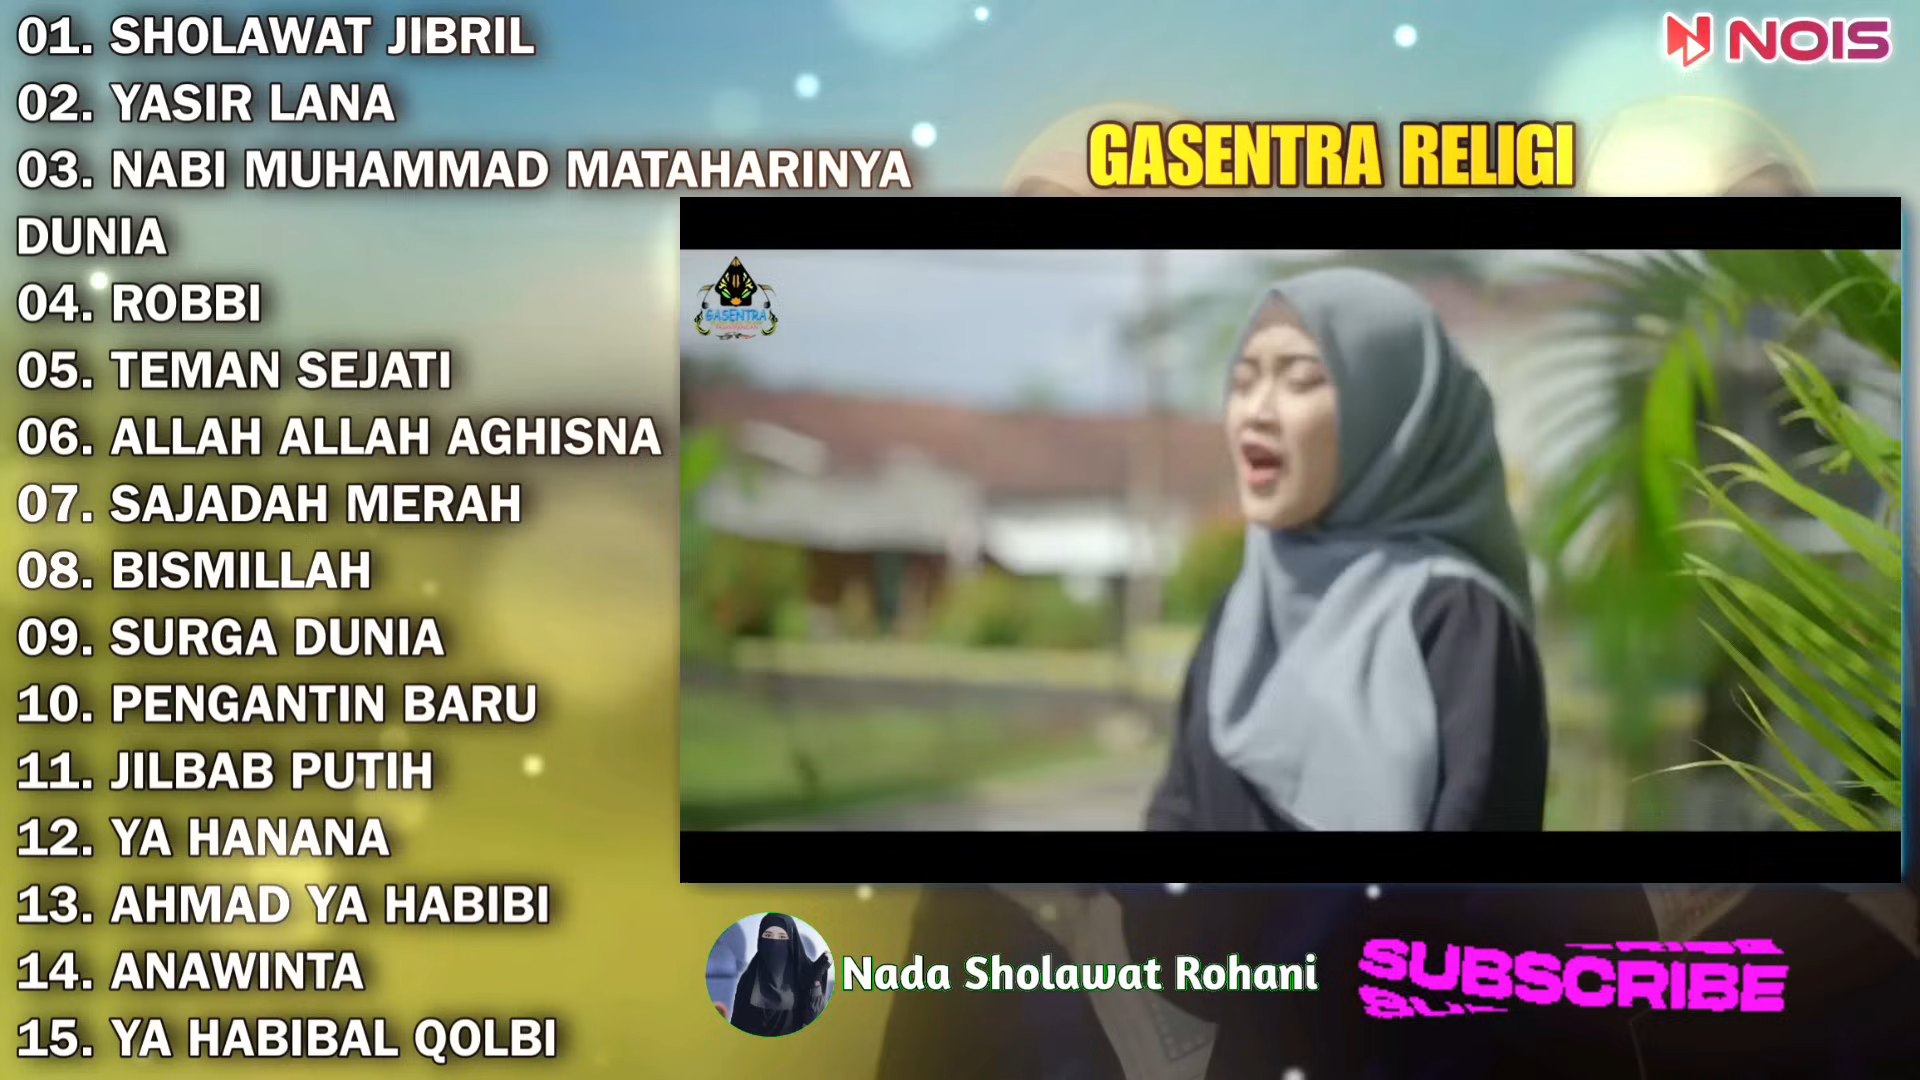 01. SHOLAWAT JIBRIL
02. YASIR LANA
03. NABI MUHAMMAD MATAHARINYA
DUNIA
04. ROBBI
05. TEMAN SEJATI
06. ALLAH ALLAH AGHISNA
07. SAJADAH MERAH
08. BISMILLAH
09. SURGA DUNIA
10. PENGANTIN BARU
11. JILBAB PUTIH
12. YA HANANA
13. AHMAD YA HABIBI
14. ANAWINTA
15. YA HABIBAL QOLBI
NOIS
GASENTRA RELIGI
GASENTRA
Nada Sholawat Rohani
SUBSCRIBE